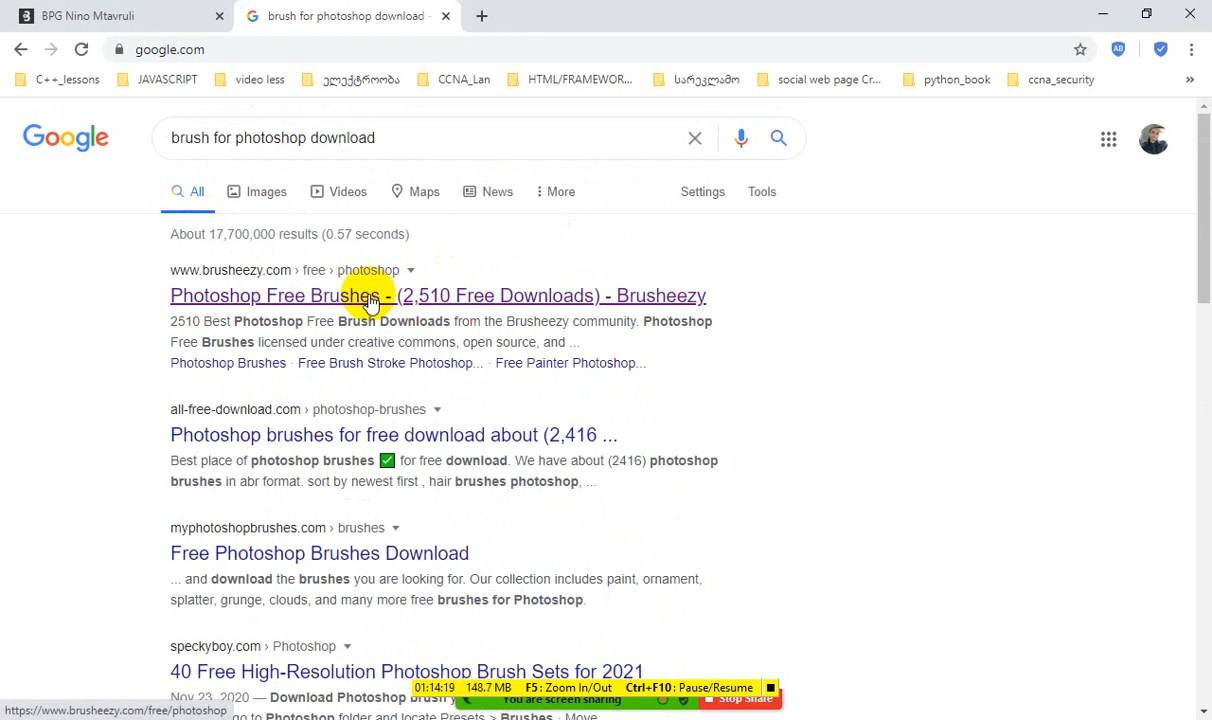 BPG Nino Mtavruli
brush for photoshop download -
google.com
C++_lessons
JAVASCRIPT
video less
ელექტრობა
CCNA_Lan
HTML/FRAMEWOR...
სარეკლამო
social web page Cr...
python_book
ccna_security
»
Google
brush for photoshop download
All
Images
Videos
Maps
News
More
Settings
Tools
About 17,700,000 results (0.57 seconds)
www.brusheezy.com › free › photoshop
Photoshop Free Brushes - (2,510 Free Downloads) - Brusheezy
2510 Best Photoshop Free Brush Downloads from the Brusheezy community. Photoshop
Free Brushes licensed under creative commons, open source, and ...
Photoshop Brushes · Free Brush Stroke Photoshop... · Free Painter Photoshop...
all-free-download.com › photoshop-brushes
Photoshop brushes for free download about (2,416 ...
Best place of photoshop brushes ✅ for free download. We have about (2416) photoshop
brushes in abr format. sort by newest first , hair brushes photoshop, ...
myphotoshopbrushes.com › brushes
Free Photoshop Brushes Download
... and download the brushes you are looking for. Our collection includes paint, ornament,
splatter, grunge, clouds, and many more free brushes for Photoshop.
speckyboy.com › Photoshop
40 Free High-Resolution Photoshop Brush Sets for 2021
01:14:19 148.7 MB F5: Zoom In/Out Ctrl+F10: Pause/Resume
Nov 23, 2020 — Download Photoshop brush
You are screen sharing
Stop Share
https://www.brusheezy.com/free/photoshop
go to Photoshop folder and locate Presets > Brushes · Move